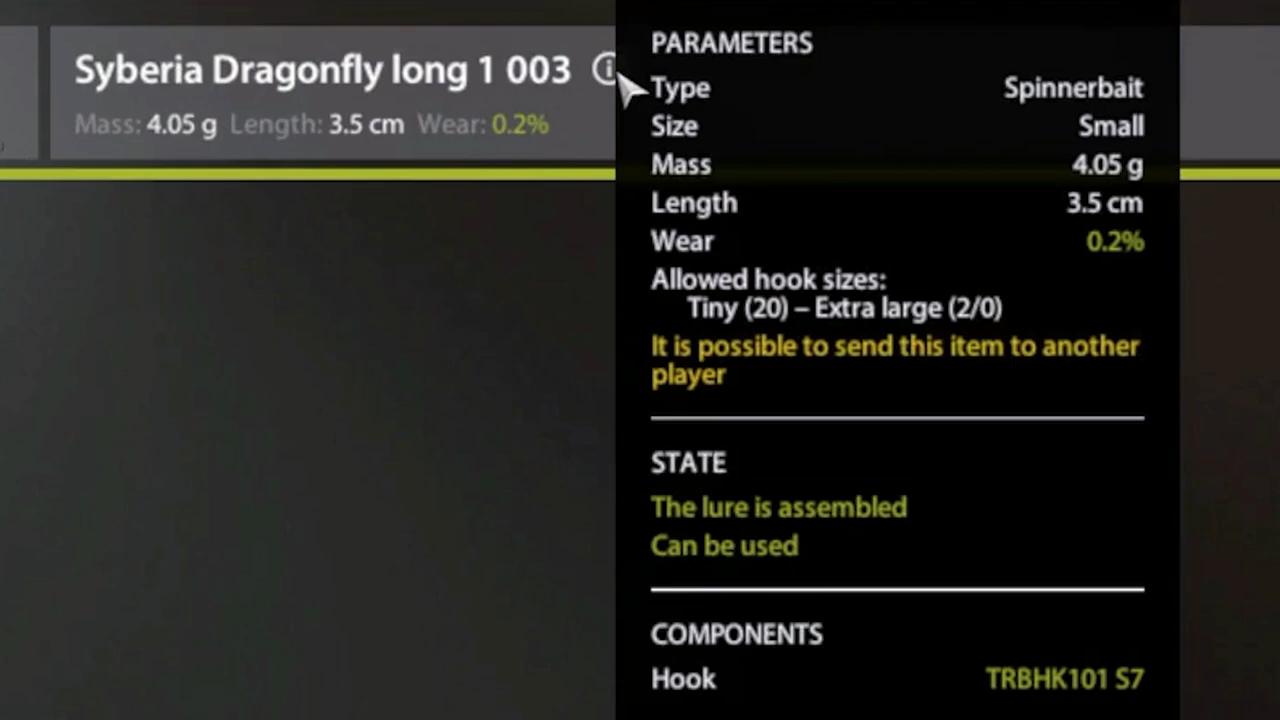 Syberia Dragonfly long 1 003
Mass: 4.05 g Length: 3.5 cm Wear: 0.2%
PARAMETERS
Type Spinnerbait
Size Small
Mass 4.05 g
Length 3.5 cm
Wear 0.2%
Allowed hook sizes:
Tiny (20) – Extra large (2/0)
It is possible to send this item to another
player
STATE
The lure is assembled
Can be used
COMPONENTS
Hook TRBHK101 S7